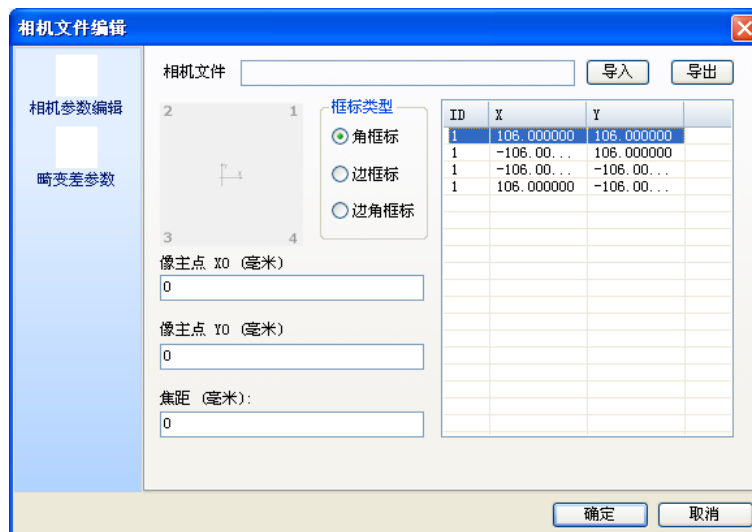 相机文件编辑
相机参数编辑
畸变差参数
相机文件
导入
导出
2
1
3
4
框标类型
角框标
边框标
边角框标
像主点 X0 (毫米)
0
像主点 Y0 (毫米)
0
焦距 (毫米):
0
ID X Y
1 106.000000 106.000000
1 -106.00... 106.000000
1 -106.00... -106.00...
1 106.000000 -106.00...
确定
取消